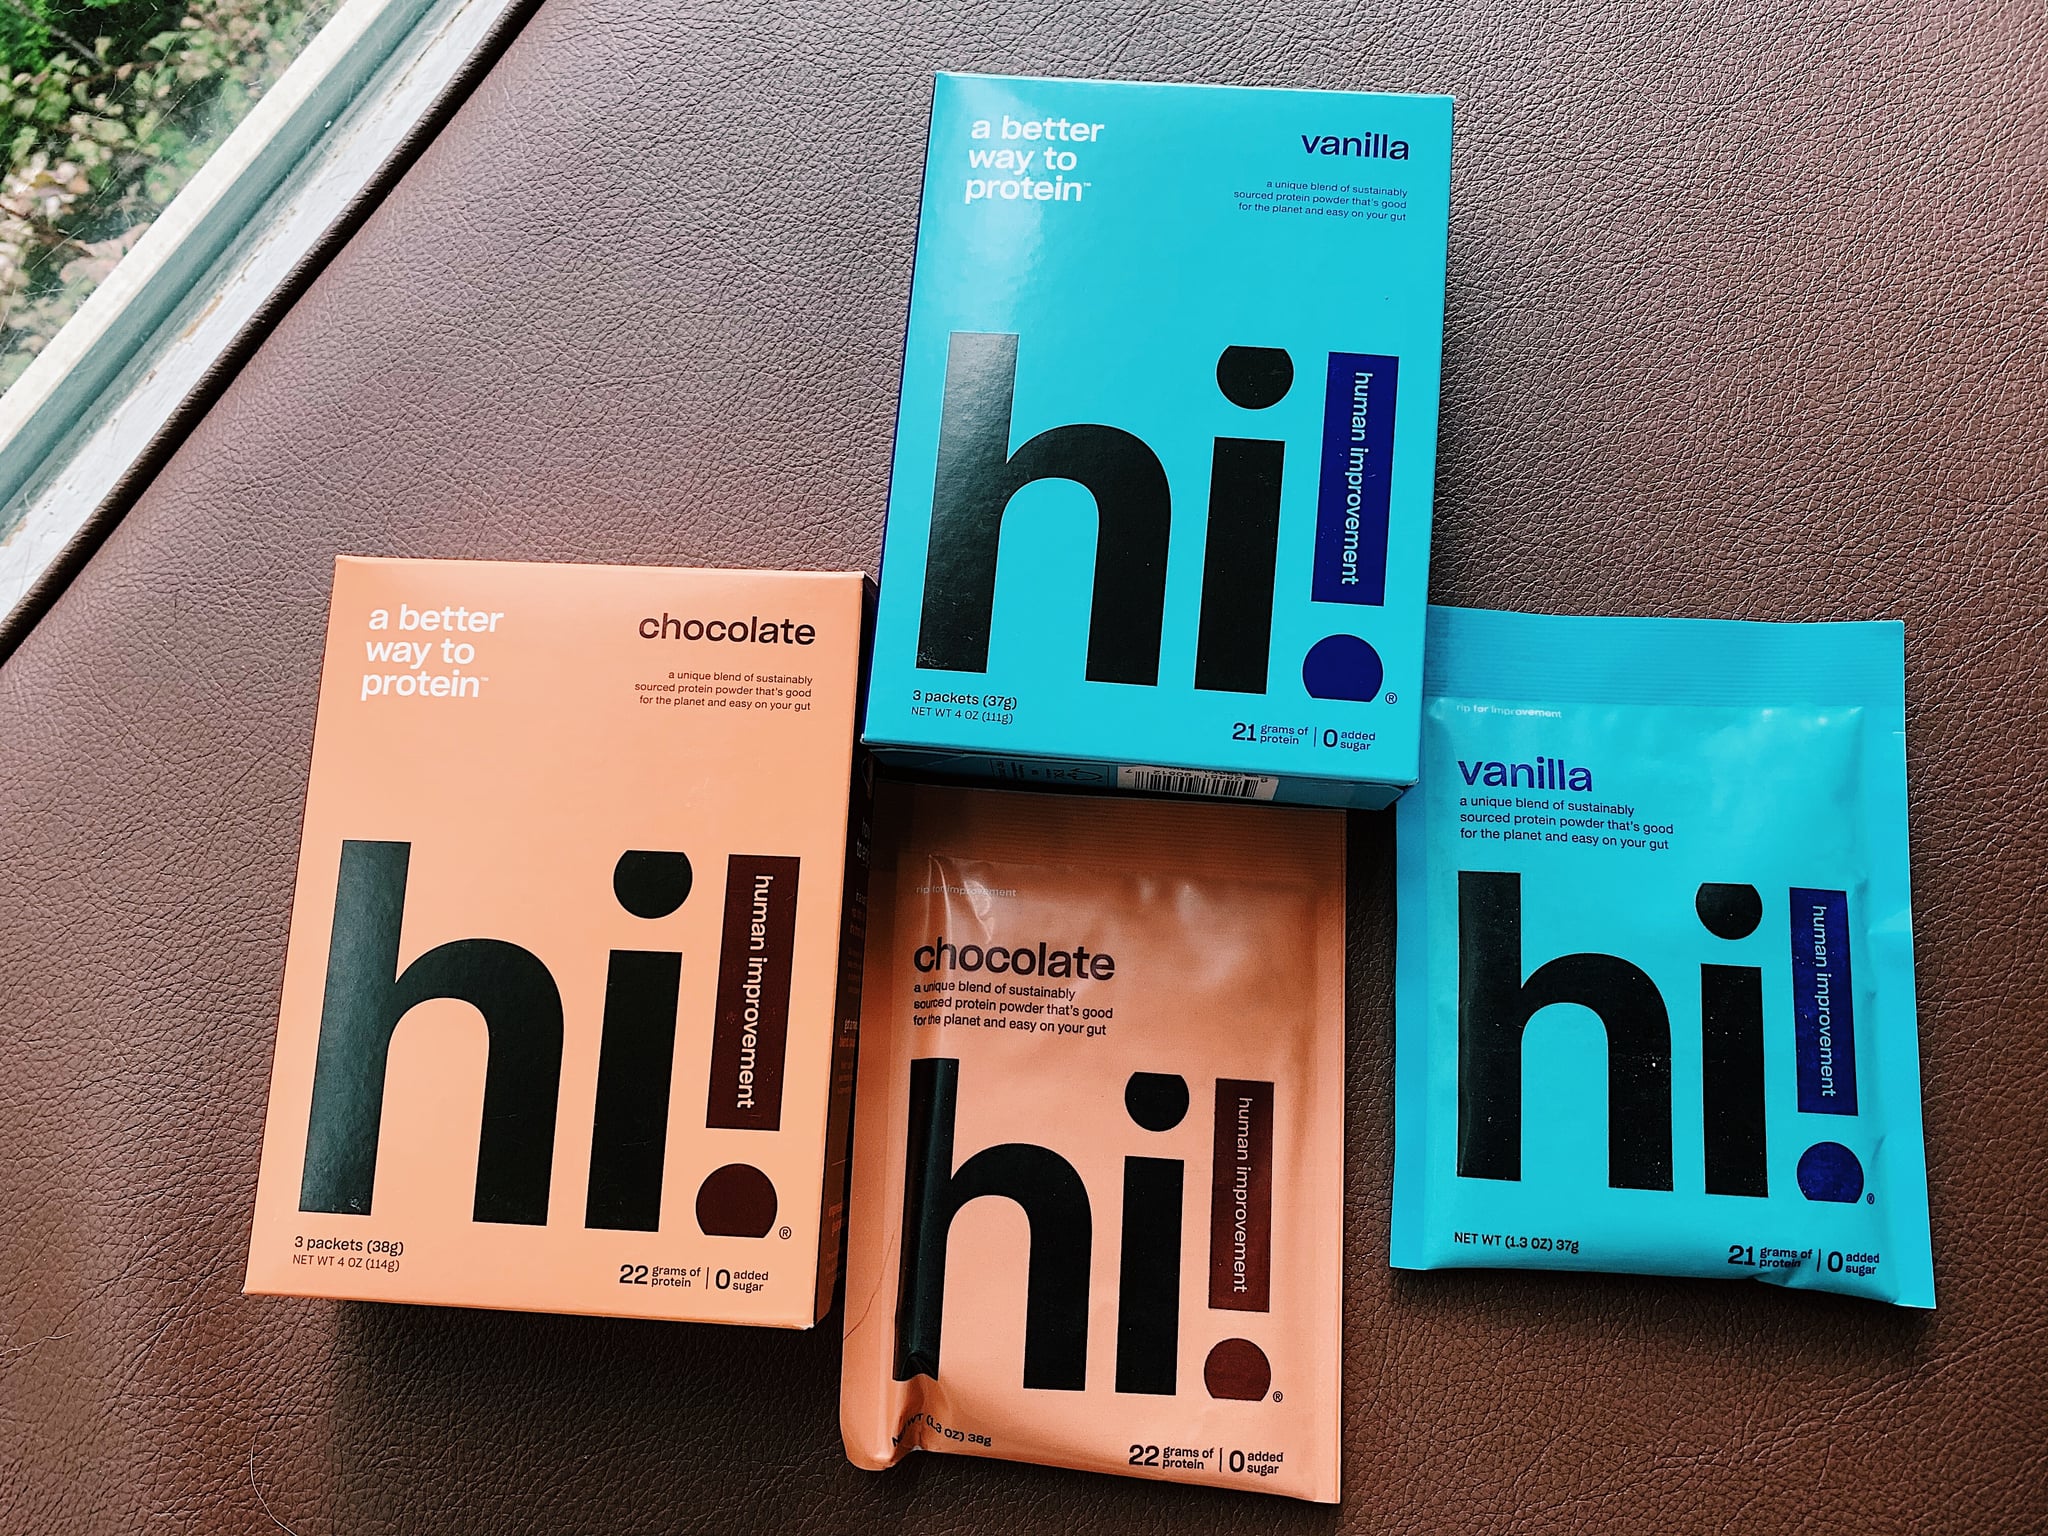 a better
way to
protein™
vanilla
a unique blend of sustainably
sourced protein powder that's good
for the planet and easy on your gut
hi!
human improvement
®
3 packets (37g)
NET WT 4 OZ (111g)
21 grams of
protein
0 added
sugar
a better
way to
protein™
chocolate
a unique blend of sustainably
sourced protein powder that's good
for the planet and easy on your gut
hi!
human improvement
®
3 packets (38g)
NET WT 4 OZ (114g)
22 grams of
protein
0 added
sugar
rip for improvement
chocolate
a unique blend of sustainably
sourced protein powder that's good
for the planet and easy on your gut
hi!
human improvement
®
NET WT (1.3 OZ) 38g
22 grams of
protein
0 added
sugar
rip for improvement
vanilla
a unique blend of sustainably
sourced protein powder that's good
for the planet and easy on your gut
hi!
human improvement
®
NET WT (1.3 OZ) 37g
21 grams of
protein
0 added
sugar